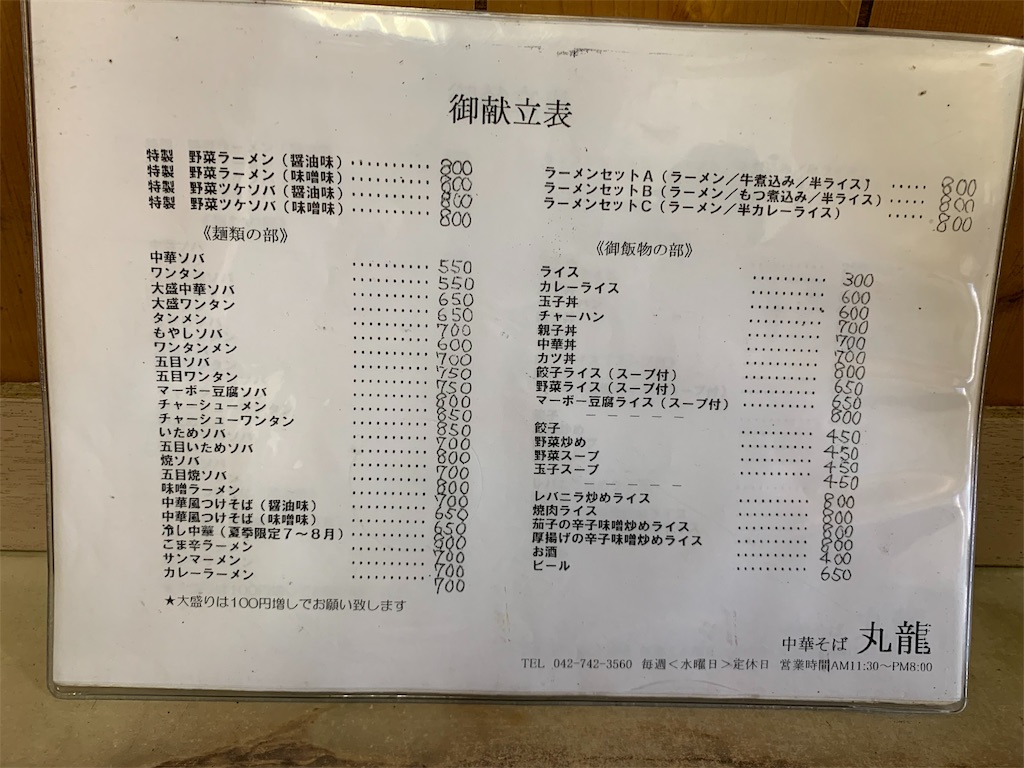 御献立表
特製 野菜ラーメン（醤油味）.......... 800
特製 野菜ラーメン（味噌味）.......... 800
特製 野菜ツケソバ（醤油味）.......... 800
特製 野菜ツケソバ（味噌味）.......... 800
《麺類の部》
中華ソバ .......... 550
ワンタン .......... 550
大盛中華ソバ .......... 650
大盛ワンタン .......... 650
タンメン .......... 700
もやしソバ .......... 600
ワンタンメン .......... 700
五目ソバ .......... 750
五目ワンタン .......... 750
マーボー豆腐ソバ .......... 800
チャーシューメン .......... 850
チャーシューワンタン .......... 850
いためソバ .......... 700
五目いためソバ .......... 800
焼ソバ .......... 700
五目焼ソバ .......... 800
味噌ラーメン .......... 700
中華風つけそば（醤油味） .......... 650
中華風つけそば（味噌味） .......... 650
冷し中華（夏季限定７～８月） .......... 800
ごま辛ラーメン .......... 700
サンマーメン .......... 700
カレーラーメン .......... 700
★大盛りは100円増しでお願い致します
ラーメンセットＡ（ラーメン／牛煮込み／半ライス） ..... 800
ラーメンセットＢ（ラーメン／もつ煮込み／半ライス） ..... 800
ラーメンセットＣ（ラーメン／半カレーライス） ..... 800
《御飯物の部》
ライス .......... 300
カレーライス .......... 600
玉子丼 .......... 600
チャーハン .......... 700
親子丼 .......... 700
中華丼 .......... 700
カツ丼 .......... 800
餃子ライス（スープ付） .......... 650
野菜ライス（スープ付） .......... 650
マーボー豆腐ライス（スープ付） .......... 800
－－－－－
餃子 .......... 450
野菜炒め .......... 450
野菜スープ .......... 450
玉子スープ .......... 450
－－－－－
レバニラ炒めライス .......... 800
焼肉ライス .......... 800
茄子の辛子味噌炒めライス .......... 800
厚揚げの辛子味噌炒めライス .......... 800
お酒 .......... 400
ビール .......... 650
中華そば 丸龍
TEL 042-742-3560 毎週＜水曜日＞定休日 営業時間AM11:30～PM8:00